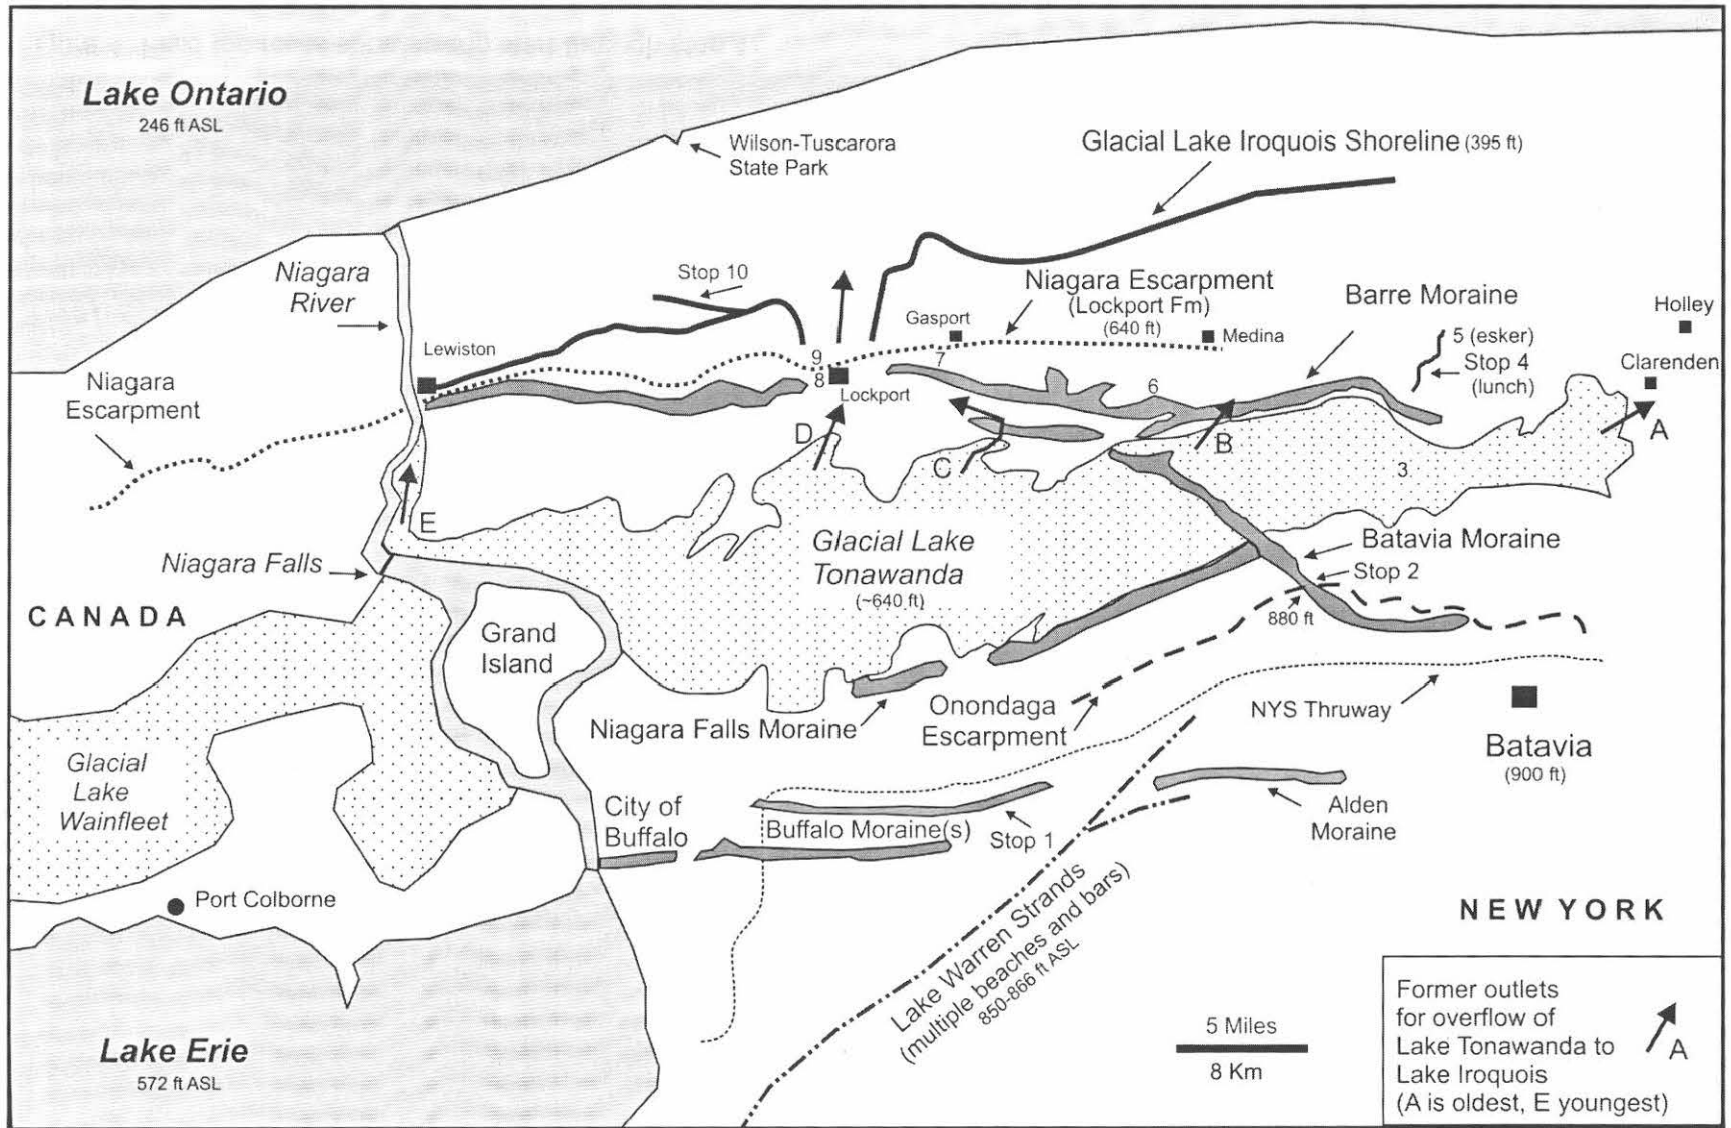 Lake Ontario
246 ft ASL
Wilson-Tuscarora
State Park
Glacial Lake Iroquois Shoreline (395 ft)
Niagara
River
Stop 10
Niagara Escarpment
(Lockport Fm)
(640 ft)
Barre Moraine
Holley
Gasport
Medina
5 (esker)
Stop 4
(lunch)
Clarenden
Lewiston
9
8
7
6
Lockport
Niagara
Escarpment
D
C
B
A
3
E
Niagara Falls
Glacial Lake
Tonawanda
(~640 ft)
Batavia Moraine
Stop 2
880 ft
CANADA
Grand
Island
Niagara Falls Moraine
Onondaga
Escarpment
NYS Thruway
Batavia
(900 ft)
Glacial
Lake
Wainfleet
City of
Buffalo
Buffalo Moraine(s)
Stop 1
Alden
Moraine
Port Colborne
Lake Warren Strands
(multiple beaches and bars)
850-866 ft ASL
NEW YORK
Lake Erie
572 ft ASL
5 Miles
8 Km
Former outlets
for overflow of
Lake Tonawanda to
Lake Iroquois
(A is oldest, E youngest)
A